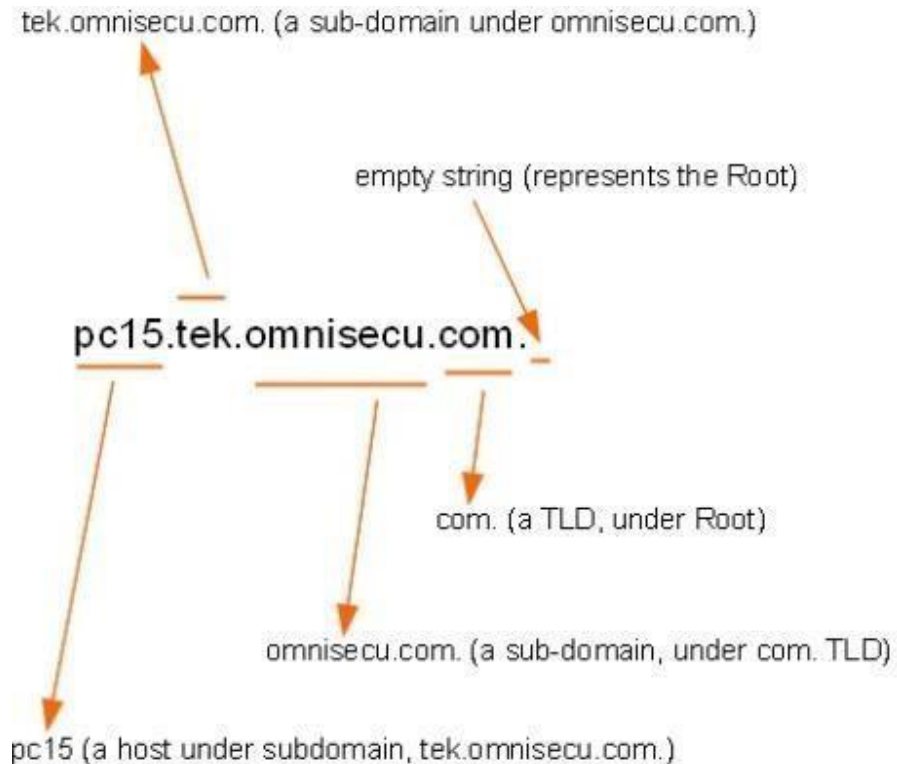 tek.omnisecu.com. (a sub-domain under omnisecu.com.)
empty string (represents the Root)
pc15.tek.omnisecu.com.
com. (a TLD, under Root)
omnisecu.com. (a sub-domain, under com. TLD)
pc15 (a host under subdomain, tek.omnisecu.com.)